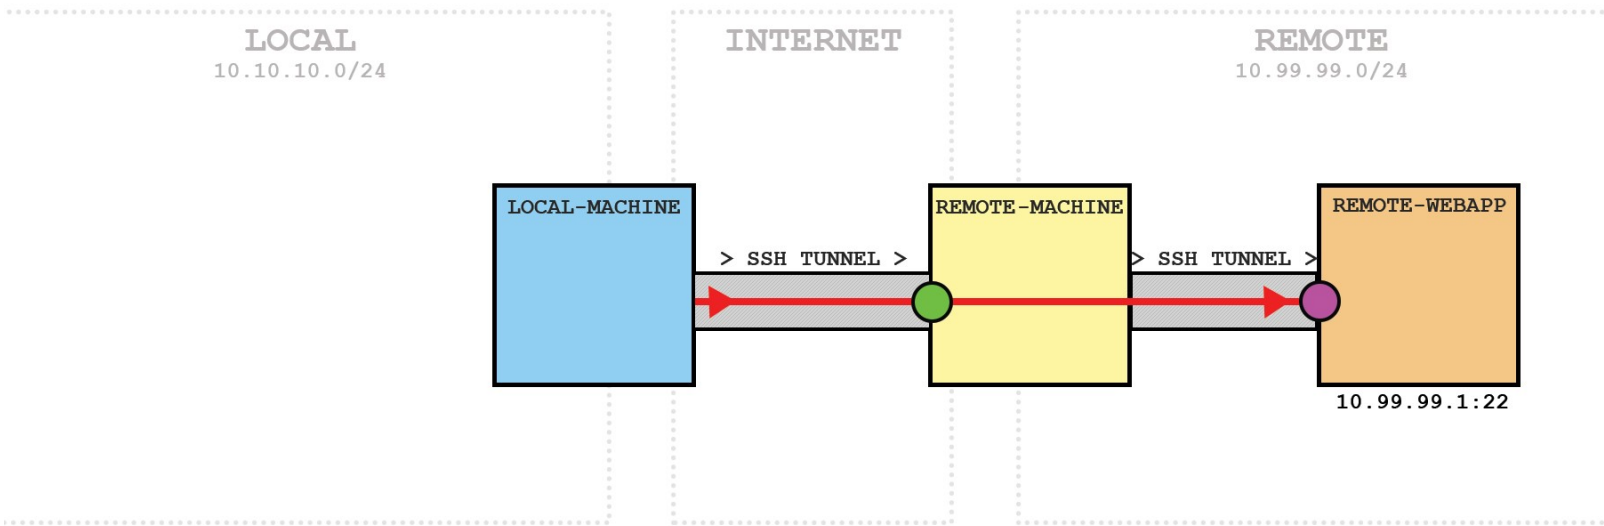 LOCAL
10.10.10.0/24
INTERNET
REMOTE
10.99.99.0/24
LOCAL-MACHINE
> SSH TUNNEL >
REMOTE-MACHINE
> SSH TUNNEL >
REMOTE-WEBAPP
10.99.99.1:22